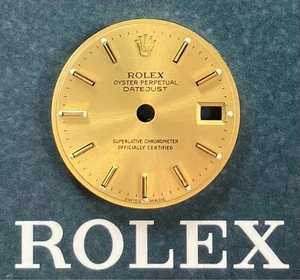 ROLEX
OYSTER PERPETUAL
DATEJUST
SUPERLATIVE CHRONOMETER
OFFICIALLY CERTIFIED
SWISS MADE
ROLEX